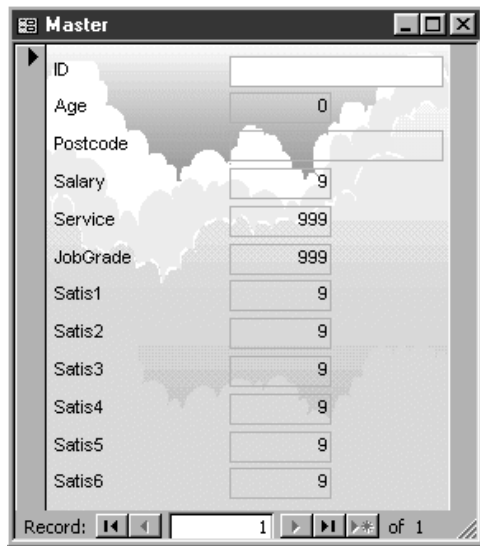 Master
ID
Age 0
Postcode
Salary 9
Service 999
JobGrade 999
Satis1 9
Satis2 9
Satis3 9
Satis4 9
Satis5 9
Satis6 9
Record: 1 of 1